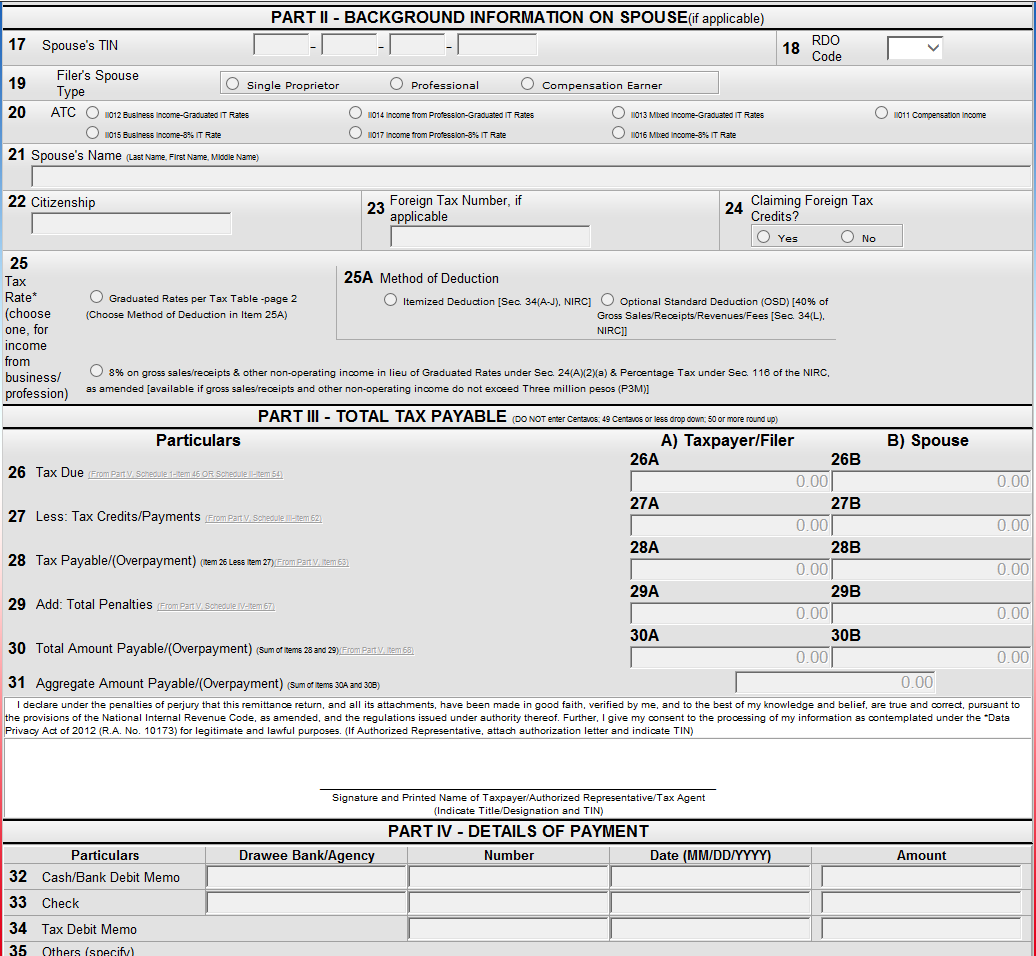 PART II - BACKGROUND INFORMATION ON SPOUSE(if applicable)
17 Spouse's TIN - - - 18 RDO Code
19 Filer's Spouse Type Single Proprietor Professional Compensation Earner
20 ATC II012 Business Income-Graduated IT Rates II014 Income from Profession-Graduated IT Rates II013 Mixed Income-Graduated IT Rates II011 Compensation Income
II015 Business Income-8% IT Rate II017 Income from Profession-8% IT Rate II016 Mixed Income-8% IT Rate
21 Spouse's Name (Last Name, First Name, Middle Name)
22 Citizenship
23 Foreign Tax Number, if
applicable
24 Claiming Foreign Tax
Credits?
Yes No
25
Tax
Rate*
(choose
one, for
income
from
business/
profession)
Graduated Rates per Tax Table -page 2
(Choose Method of Deduction in Item 25A)
25A Method of Deduction
Itemized Deduction [Sec. 34(A-J), NIRC]
Optional Standard Deduction (OSD) [40% of
Gross Sales/Receipts/Revenues/Fees [Sec. 34(L),
NIRC]]
8% on gross sales/receipts & other non-operating income in lieu of Graduated Rates under Sec. 24(A)(2)(a) & Percentage Tax under Sec. 116 of the NIRC,
as amended [available if gross sales/receipts and other non-operating income do not exceed Three million pesos (P3M)]
PART III - TOTAL TAX PAYABLE (DO NOT enter Centavos; 49 Centavos or less drop down; 50 or more round up)
Particulars A) Taxpayer/Filer B) Spouse
26A 26B
26 Tax Due (From Part V, Schedule 1-Item 46 OR Schedule II-Item 54) 0.00 0.00
27A 27B
27 Less: Tax Credits/Payments (From Part V, Schedule III-Item 62) 0.00 0.00
28A 28B
28 Tax Payable/(Overpayment) (Item 26 Less Item 27)(From Part V, Item 63) 0.00 0.00
29A 29B
29 Add: Total Penalties (From Part V, Schedule IV-Item 67) 0.00 0.00
30A 30B
30 Total Amount Payable/(Overpayment) (Sum of Items 28 and 29)(From Part V, Item 68) 0.00 0.00
31 Aggregate Amount Payable/(Overpayment) (Sum of Items 30A and 30B) 0.00
I declare under the penalties of perjury that this remittance return, and all its attachments, have been made in good faith, verified by me, and to the best of my knowledge and belief, are true and correct, pursuant to
the provisions of the National Internal Revenue Code, as amended, and the regulations issued under authority thereof. Further, I give my consent to the processing of my information as contemplated under the *Data
Privacy Act of 2012 (R.A. No. 10173) for legitimate and lawful purposes. (If Authorized Representative, attach authorization letter and indicate TIN)
Signature and Printed Name of Taxpayer/Authorized Representative/Tax Agent
(Indicate Title/Designation and TIN)
PART IV - DETAILS OF PAYMENT
Particulars Drawee Bank/Agency Number Date (MM/DD/YYYY) Amount
32 Cash/Bank Debit Memo
33 Check
34 Tax Debit Memo
35 Others (specify)